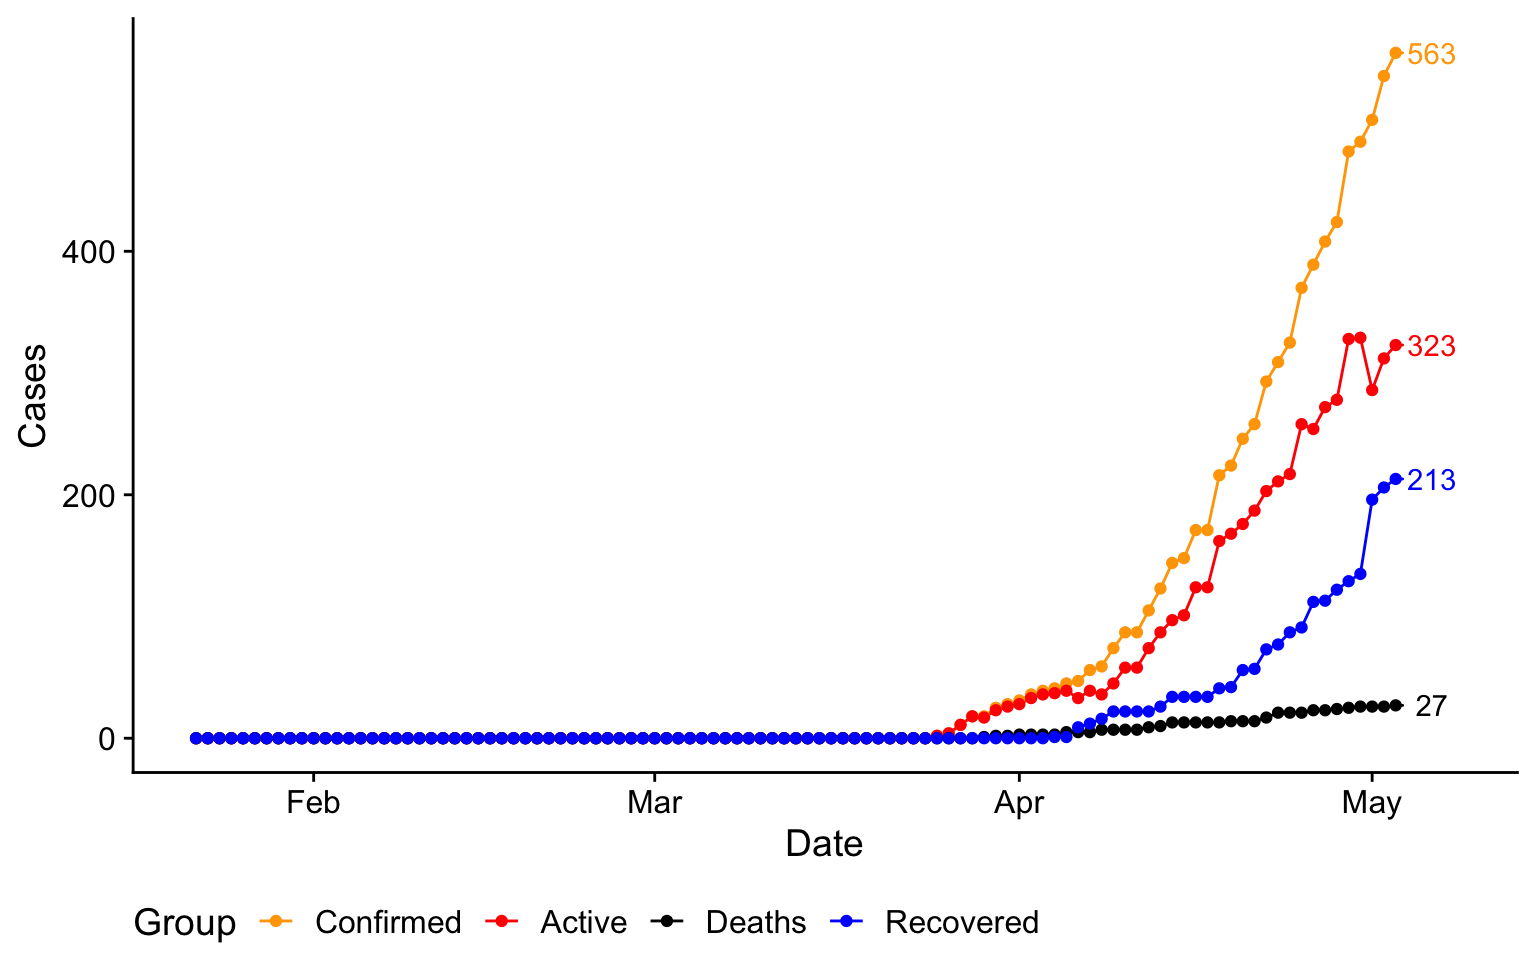 563
400
323
Cases
200
213
27
0
Feb Mar Apr May
Date
Group Confirmed Active Deaths Recovered